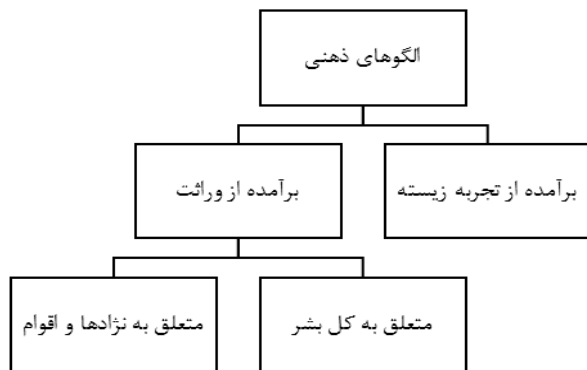 الگوهای ذهنی
برآمده از تجربه زیسته
برآمده از وراثت
متعلق به کل بشر
متعلق به نژادها و اقوام